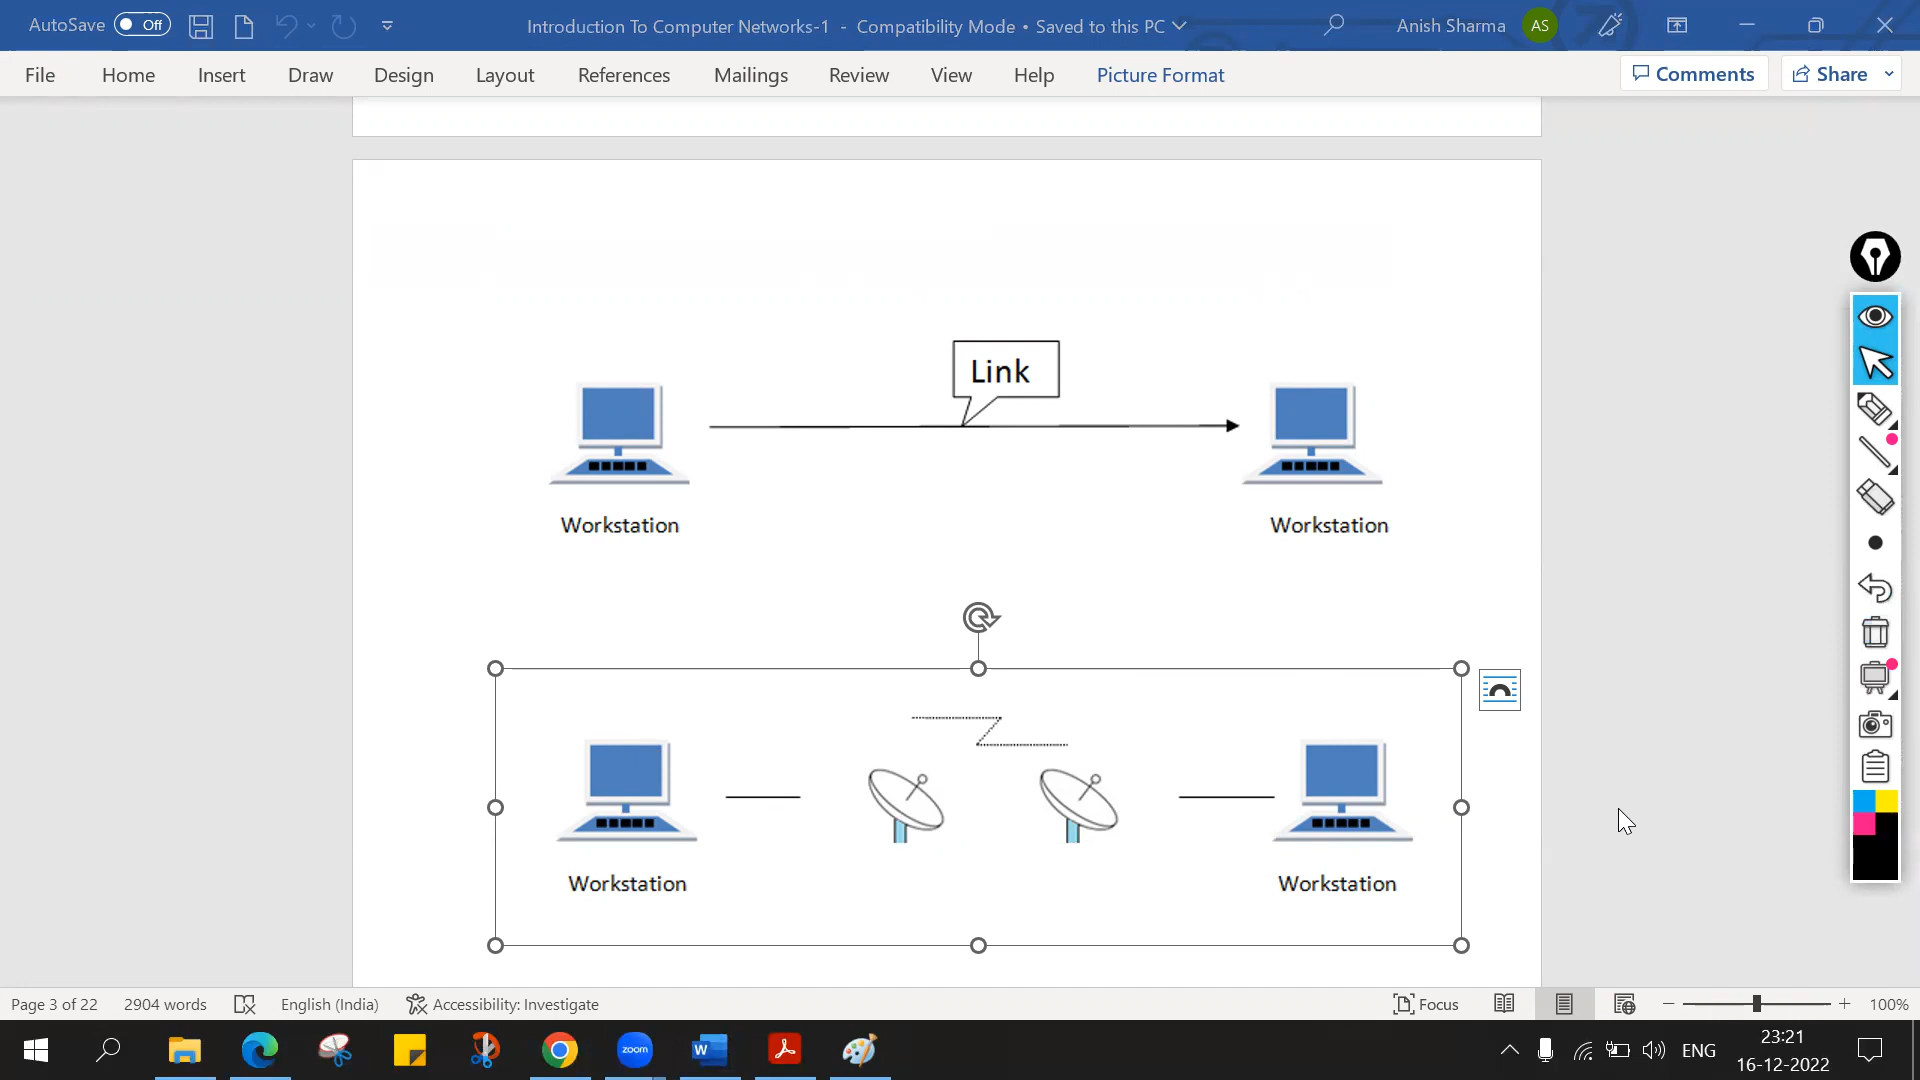 AutoSave Off Introduction To Computer Networks-1 - Compatibility Mode • Saved to this PC Anish Sharma AS
File Home Insert Draw Design Layout References Mailings Review View Help Picture Format Comments Share
Link
Workstation Workstation
Workstation Workstation
Page 3 of 22 2904 words English (India) Accessibility: Investigate Focus 100%
zoom W ENG 23:21
16-12-2022